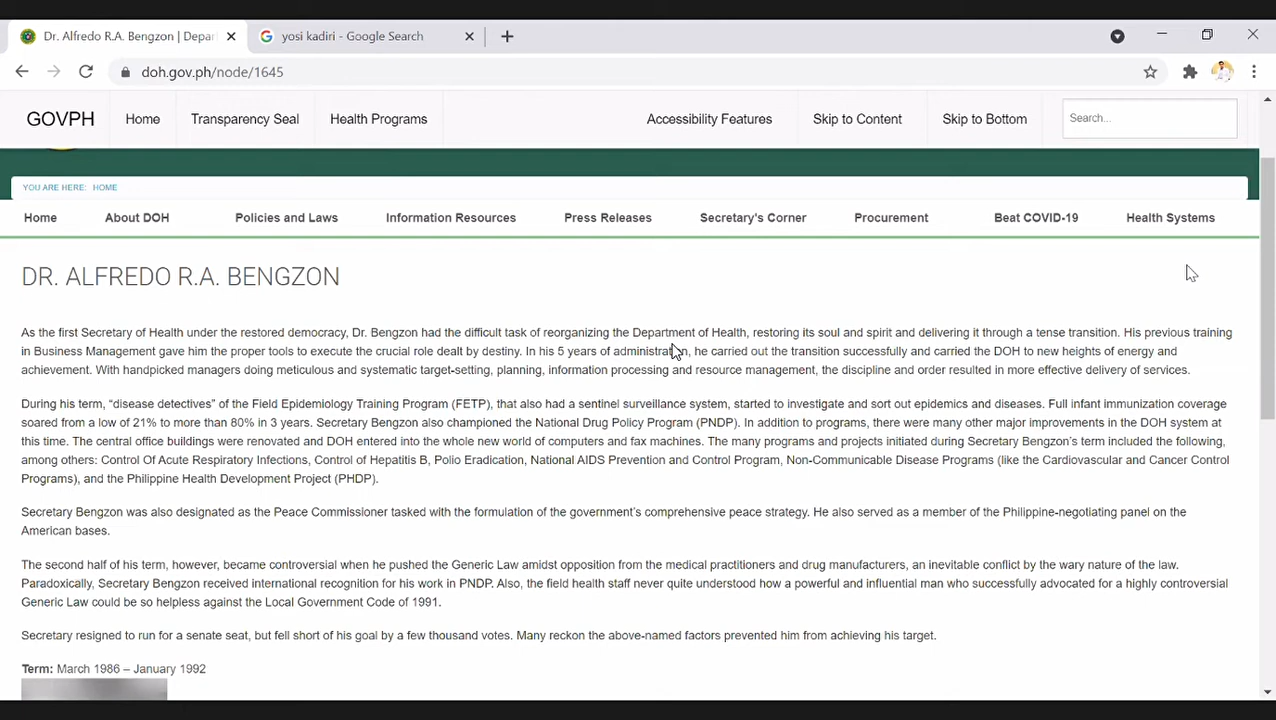 Dr. Alfredo R.A. Bengzon | Depar
yosi kadiri - Google Search
doh.gov.ph/node/1645
GOVPH Home Transparency Seal Health Programs Accessibility Features Skip to Content Skip to Bottom Search...
YOU ARE HERE: HOME
Home About DOH Policies and Laws Information Resources Press Releases Secretary's Corner Procurement Beat COVID-19 Health Systems
DR. ALFREDO R.A. BENGZON
As the first Secretary of Health under the restored democracy, Dr. Bengzon had the difficult task of reorganizing the Department of Health, restoring its soul and spirit and delivering it through a tense transition. His previous training
in Business Management gave him the proper tools to execute the crucial role dealt by destiny. In his 5 years of administration, he carried out the transition successfully and carried the DOH to new heights of energy and
achievement. With handpicked managers doing meticulous and systematic target-setting, planning, information processing and resource management, the discipline and order resulted in more effective delivery of services.
During his term, “disease detectives” of the Field Epidemiology Training Program (FETP), that also had a sentinel surveillance system, started to investigate and sort out epidemics and diseases. Full infant immunization coverage
soared from a low of 21% to more than 80% in 3 years. Secretary Bengzon also championed the National Drug Policy Program (PNDP). In addition to programs, there were many other major improvements in the DOH system at
this time. The central office buildings were renovated and DOH entered into the whole new world of computers and fax machines. The many programs and projects initiated during Secretary Bengzon’s term included the following,
among others: Control Of Acute Respiratory Infections, Control of Hepatitis B, Polio Eradication, National AIDS Prevention and Control Program, Non-Communicable Disease Programs (like the Cardiovascular and Cancer Control
Programs), and the Philippine Health Development Project (PHDP).
Secretary Bengzon was also designated as the Peace Commissioner tasked with the formulation of the government’s comprehensive peace strategy. He also served as a member of the Philippine-negotiating panel on the
American bases.
The second half of his term, however, became controversial when he pushed the Generic Law amidst opposition from the medical practitioners and drug manufacturers, an inevitable conflict by the wary nature of the law.
Paradoxically, Secretary Bengzon received international recognition for his work in PNDP. Also, the field health staff never quite understood how a powerful and influential man who successfully advocated for a highly controversial
Generic Law could be so helpless against the Local Government Code of 1991.
Secretary resigned to run for a senate seat, but fell short of his goal by a few thousand votes. Many reckon the above-named factors prevented him from achieving his target.
Term: March 1986 – January 1992